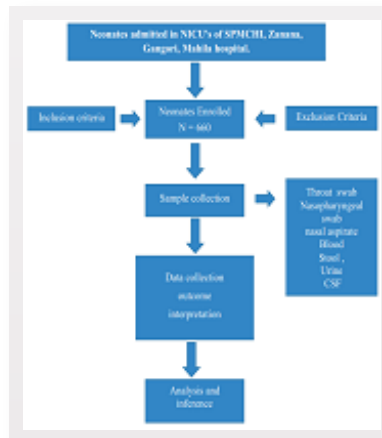 Neonates admitted in NICU's of SPMCHI, Zanana,
Gangori, Mahila hospital.
Inclusion criteria
Neonates Enrolled
N = 660
Exclusion Criteria
Sample collection
Throat swab
Nasopharyngeal
swab
nasal aspirate
Blood
Stool ,
Urine
CSF
Data collection
outcome
interpretation
Analysis and
inference